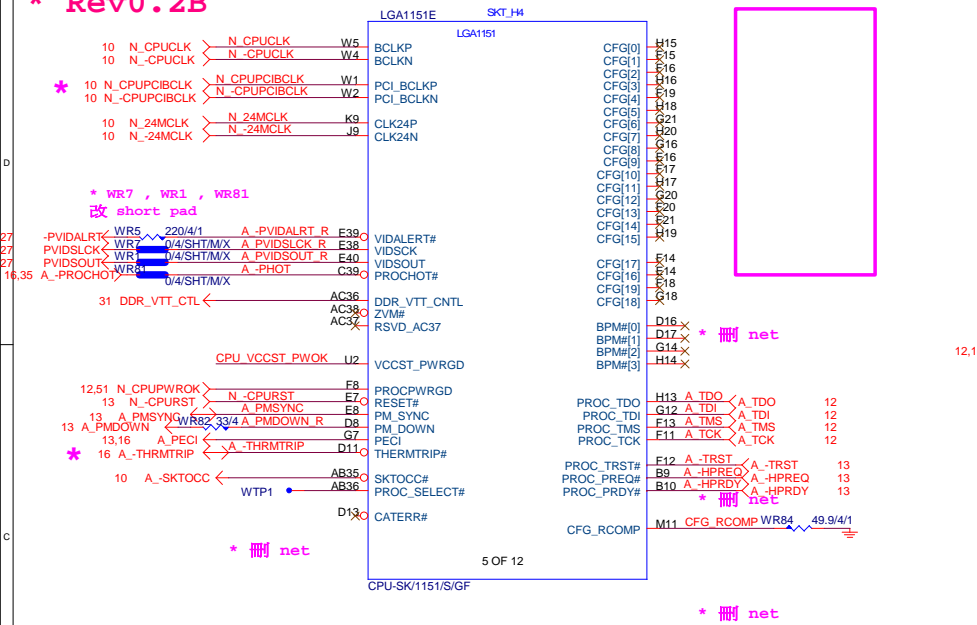 * Rev0.2B
LGA1151E SKT_H4
LGA1151
10 N_CPUCLK N_CPUCLK W5 BCLKP CFG[0] H15
10 N_-CPUCLK N_-CPUCLK W4 BCLKN CFG[1] F15
CFG[2] F16
* 10 N_CPUPCIBCLK N_CPUPCIBCLK W1 PCI_BCLKP CFG[3] H16
10 N_-CPUPCIBCLK N_-CPUPCIBCLK W2 PCI_BCLKN CFG[4] F19
CFG[5] H18
10 N_24MCLK N_24MCLK K9 CLK24P CFG[6] G21
10 N_-24MCLK N_-24MCLK J9 CLK24N CFG[7] H20
CFG[8] G16
CFG[9] E16
D CFG[10] F17
CFG[11] H17
* WR7 , WR1 , WR81 CFG[12] G20
改 short pad CFG[13] F20
CFG[14] F21
27 -PVIDALRT WR5 220/4/1 A_-PVIDALRT_R E39 VIDALERT# CFG[15] H19
27 PVIDSLCK WR7 0/4/SHT/M/X A_PVIDSLCK_R E38 VIDSCK
27 PVIDSOUT WR1 0/4/SHT/M/X A_PVIDSOUT_R E40 VIDSOUT CFG[17] F14
16,35 A_-PROCHOT WR81 0/4/SHT/M/X A_-PHOT C39 PROCHOT# CFG[16] E14
CFG[19] F18
31 DDR_VTT_CTL AC36 DDR_VTT_CNTL CFG[18] G18
AC38 ZVM#
AC37 RSVD_AC37 BPM#[0] D16
BPM#[1] D17 * 刪 net
BPM#[2] G14 12,1
CPU_VCCST_PWOK U2 VCCST_PWRGD BPM#[3] H14
12,51 N_CPUPWROK F8 PROCPWRGD
13 N_-CPURST N_-CPURST E7 RESET# PROC_TDO H13 A_TDO A_TDO 12
13 A_PMSYNC A_PMSYNC E8 PM_SYNC PROC_TDI G12 A_TDI A_TDI 12
13 A_PMDOWN WR82 33/4 A_PMDOWN_R D8 PM_DOWN PROC_TMS F13 A_TMS A_TMS 12
13,16 A_PECI G7 PECI PROC_TCK F11 A_TCK A_TCK 12
* 16 A_-THRMTRIP A_-THRMTRIP D11 THERMTRIP#
PROC_TRST# F12 A_-TRST A_-TRST 13
10 A_-SKTOCC AB35 SKTOCC# PROC_PREQ# B9 A_-HPREQ A_-HPREQ 13
WTP1 AB36 PROC_SELECT# PROC_PRDY# B10 A_-HPRDY A_-HPRDY 13
* 刪 net
D13 CATERR#
C CFG_RCOMP M11 CFG_RCOMP WR84 49.9/4/1
* 刪 net
5 OF 12
CPU-SK/1151/S/GF
* 刪 net